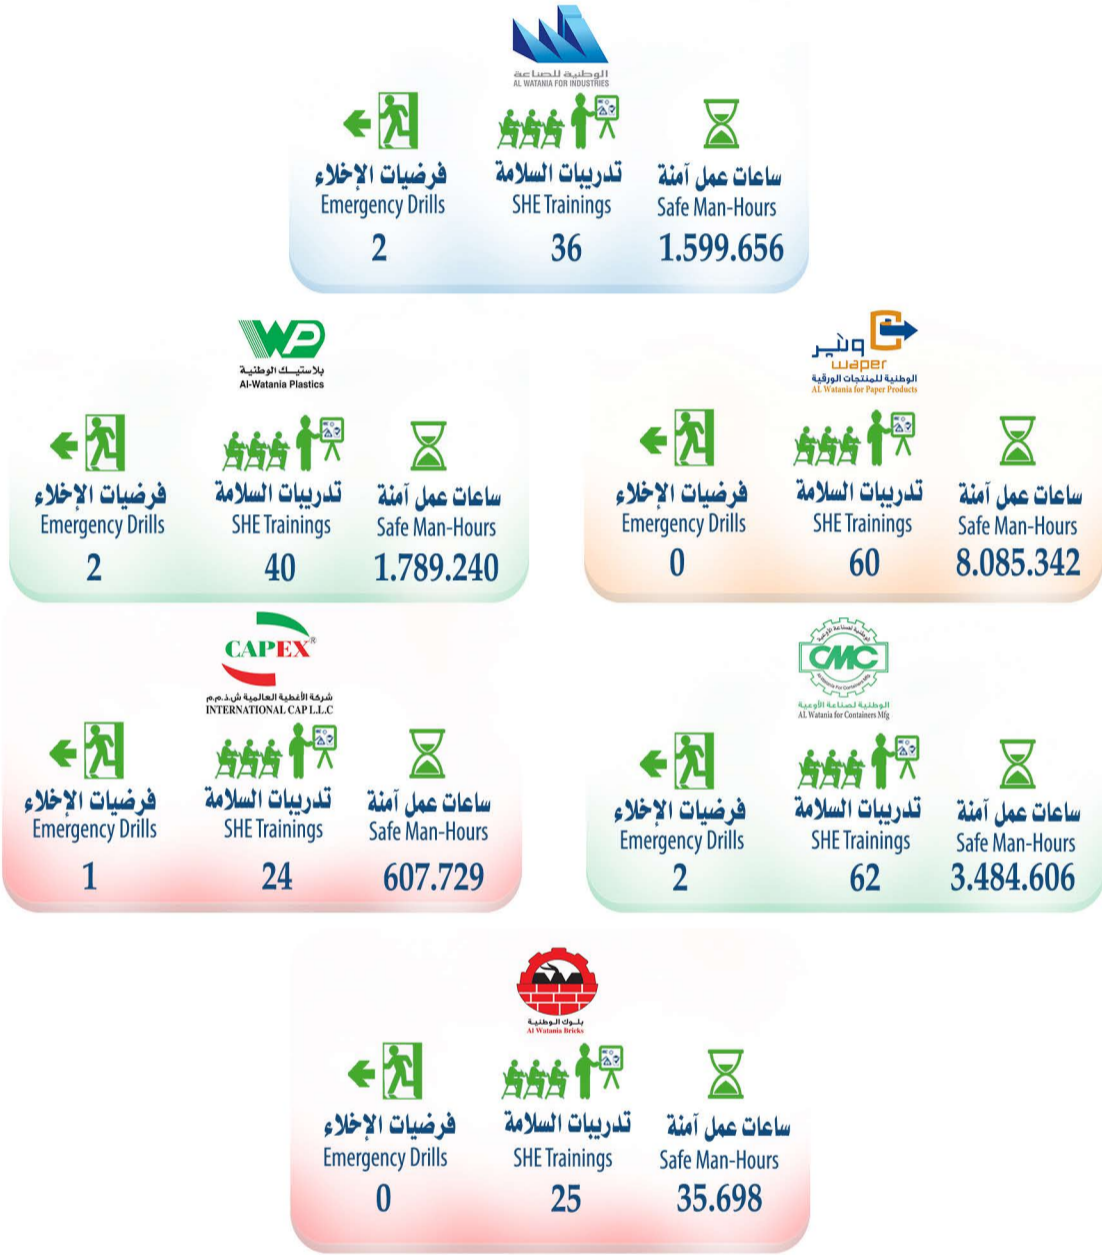 الوطنية للصناعة
AL WATANIA FOR INDUSTRIES
ساعات عمل آمنة
Safe Man-Hours
1.599.656
تدريبات السلامة
SHE Trainings
36
فرضيات الإخلاء
Emergency Drills
2
وتير
waper
الوطنية للمنتجات الورقية
AL Watania for Paper Products
ساعات عمل آمنة
Safe Man-Hours
8.085.342
تدريبات السلامة
SHE Trainings
60
فرضيات الإخلاء
Emergency Drills
0
WP
بلاستيك الوطنية
Al-Watania Plastics
ساعات عمل آمنة
Safe Man-Hours
1.789.240
تدريبات السلامة
SHE Trainings
40
فرضيات الإخلاء
Emergency Drills
2
CMC
الوطنية لصناعة الأوعية
AL Watania for Containers Mfg
ساعات عمل آمنة
Safe Man-Hours
3.484.606
تدريبات السلامة
SHE Trainings
62
فرضيات الإخلاء
Emergency Drills
2
CAPEX®
شركة الأغطية العالمية ش.ذ.م.م
INTERNATIONAL CAP L.L.C
ساعات عمل آمنة
Safe Man-Hours
607.729
تدريبات السلامة
SHE Trainings
24
فرضيات الإخلاء
Emergency Drills
1
بلوك الوطنية
Al Watania Bricks
ساعات عمل آمنة
Safe Man-Hours
35.698
تدريبات السلامة
SHE Trainings
25
فرضيات الإخلاء
Emergency Drills
0